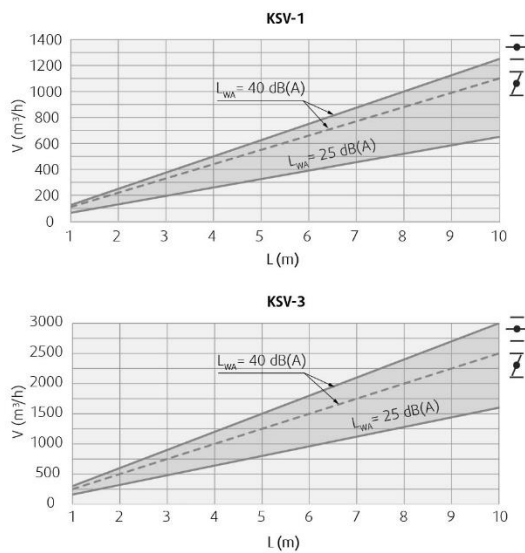 KSV-1
1400
1200
1000
800
600
400
200
0
V (m³/h)
L_WA= 40 dB(A)
L_WA= 25 dB(A)
1 2 3 4 5 6 7 8 9 10
L (m)
KSV-3
3000
2500
2000
1500
1000
500
0
V (m³/h)
L_WA= 40 dB(A)
L_WA= 25 dB(A)
1 2 3 4 5 6 7 8 9 10
L (m)